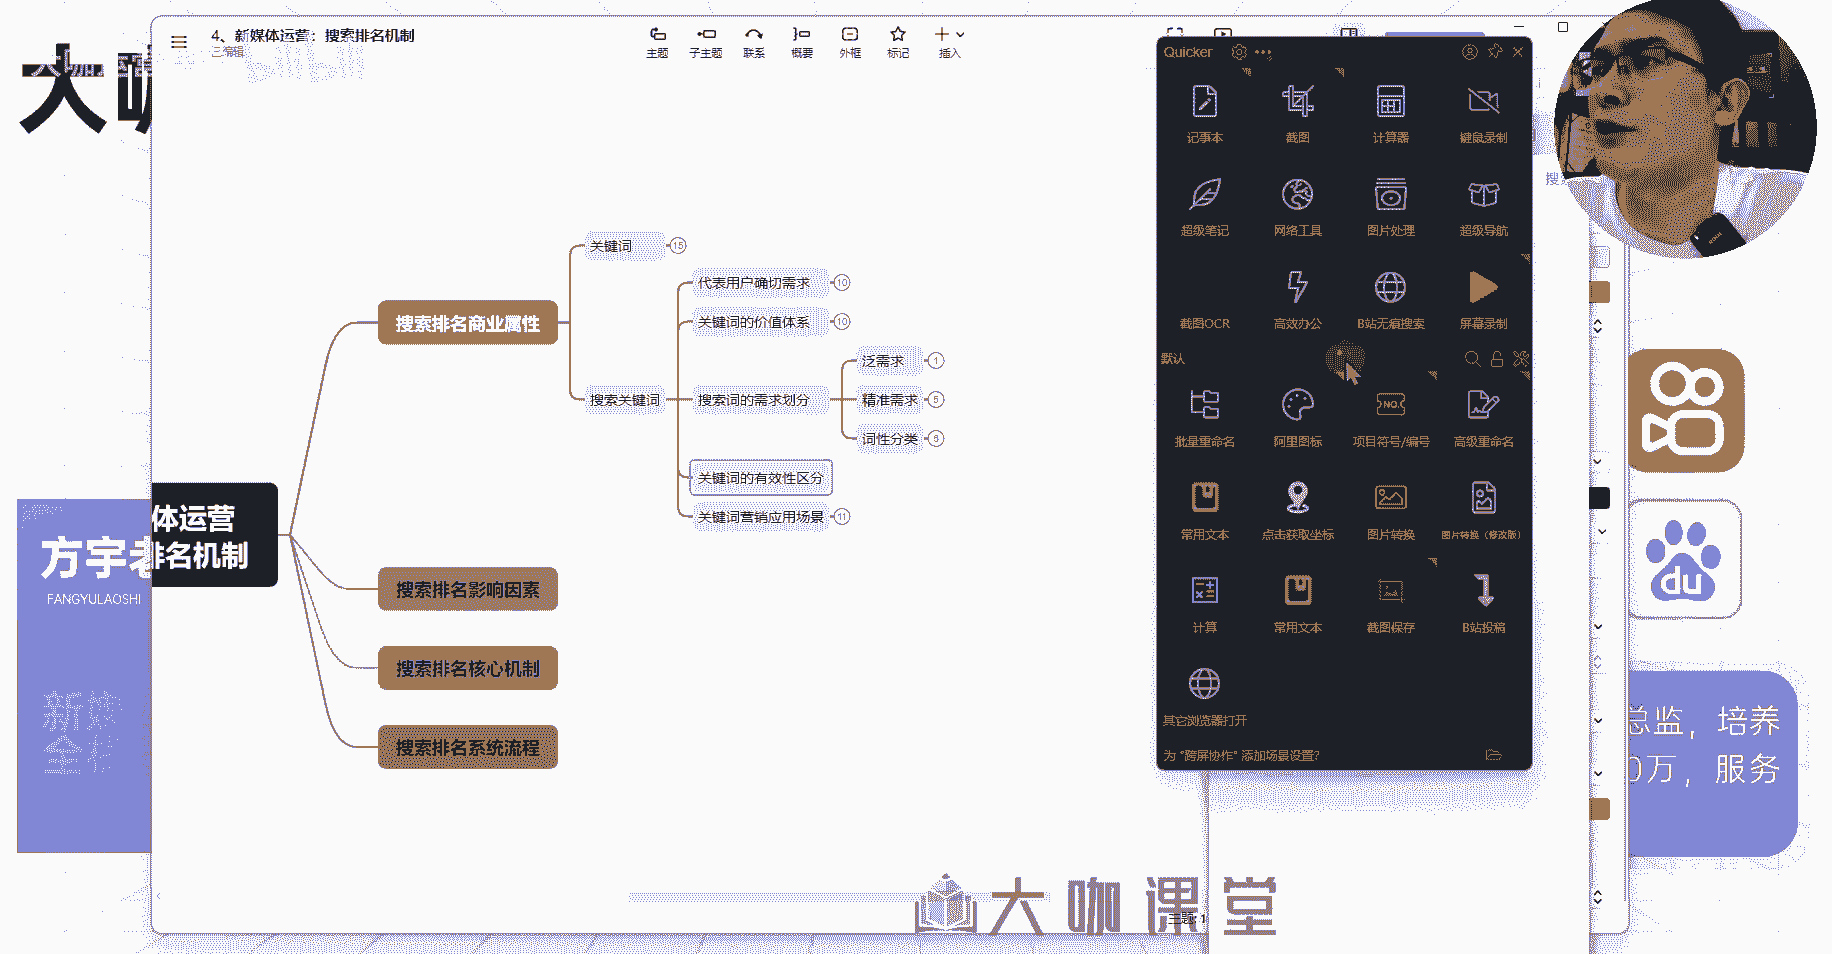 4、新媒体运营：搜索排名机制
已编辑
主题
子主题
联系
概要
外框
标记
插入
bilibili
大咖
关键词
15
代表用户确切需求
10
关键词的价值体系
10
搜索排名商业属性
泛需求
1
搜索关键词
搜索词的需求划分
精准需求
5
词性分类
6
关键词的有效性区分
关键词营销应用场景
11
体运营
排名机制
搜索排名影响因素
搜索排名核心机制
搜索排名系统流程
方宇老
FANGYULAOSHI
新媒
全栈
Quicker
记事本
截图
计算器
键鼠录制
超级笔记
网络工具
图片处理
超级导航
截图OCR
高效办公
B站无痕搜索
屏幕录制
默认
批量重命名
阿里图标
NO.
项目符号/编号
高级重命名
常用文本
点击获取坐标
图片转换
图片转换（修改版）
计算
常用文本
截图保存
B站投稿
其它浏览器打开
为 "跨屏协作" 添加场景设置?
搜
du
总监，培养
0万，服务
主题: 1
大咖课堂